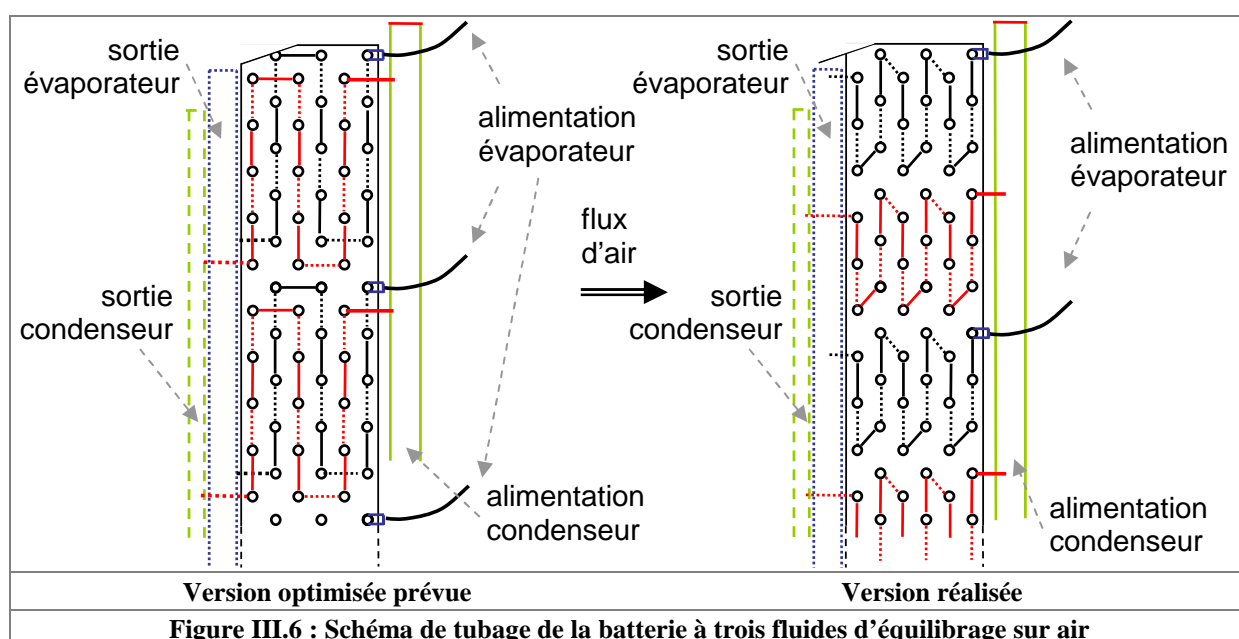 sortie
évaporateur
alimentation
évaporateur
sortie
condenseur
alimentation
condenseur
flux
d'air
sortie
évaporateur
alimentation
évaporateur
sortie
condenseur
alimentation
condenseur
Version optimisée prévue
Version réalisée
Figure III.6 : Schéma de tubage de la batterie à trois fluides d'équilibrage sur air